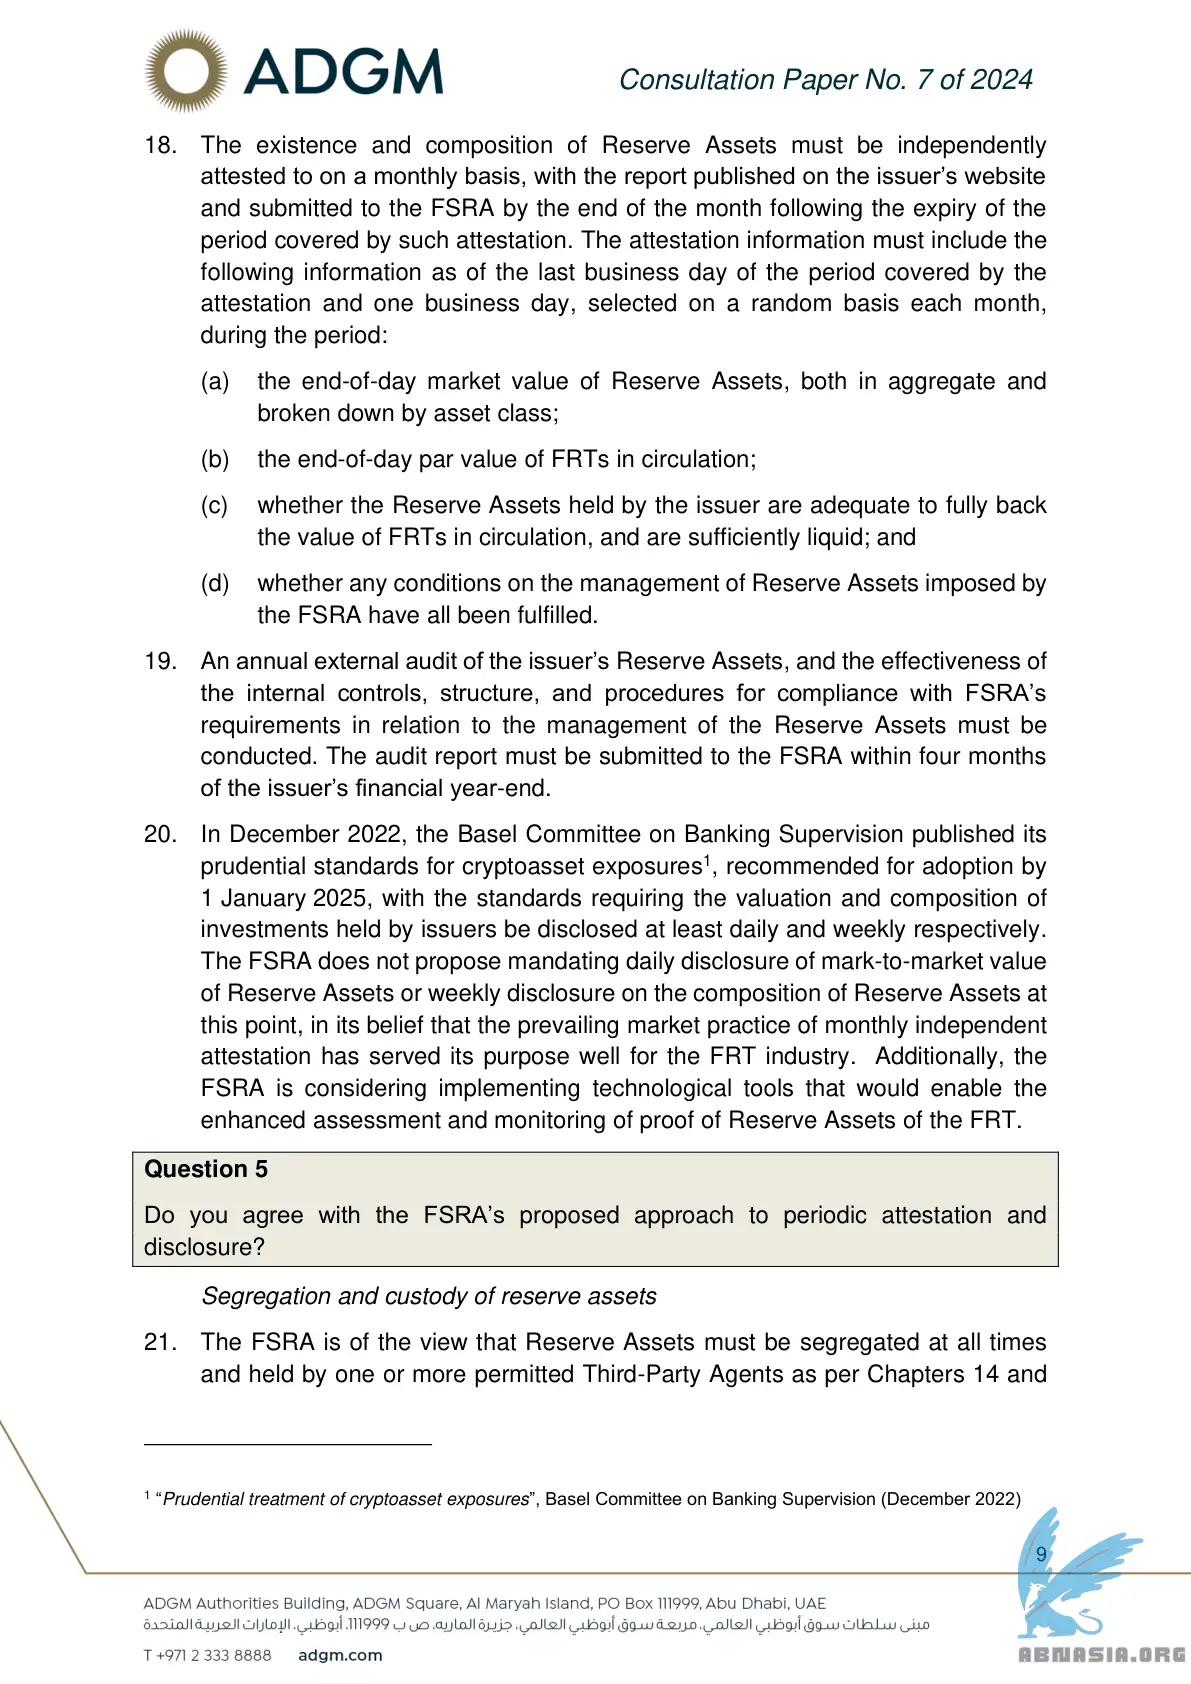 ADGM
Consultation Paper No. 7 of 2024
18. The existence and composition of Reserve Assets must be independently
attested to on a monthly basis, with the report published on the issuer’s website
and submitted to the FSRA by the end of the month following the expiry of the
period covered by such attestation. The attestation information must include the
following information as of the last business day of the period covered by the
attestation and one business day, selected on a random basis each month,
during the period:
(a) the end-of-day market value of Reserve Assets, both in aggregate and
broken down by asset class;
(b) the end-of-day par value of FRTs in circulation;
(c) whether the Reserve Assets held by the issuer are adequate to fully back
the value of FRTs in circulation, and are sufficiently liquid; and
(d) whether any conditions on the management of Reserve Assets imposed by
the FSRA have all been fulfilled.
19. An annual external audit of the issuer’s Reserve Assets, and the effectiveness of
the internal controls, structure, and procedures for compliance with FSRA’s
requirements in relation to the management of the Reserve Assets must be
conducted. The audit report must be submitted to the FSRA within four months
of the issuer’s financial year-end.
20. In December 2022, the Basel Committee on Banking Supervision published its
prudential standards for cryptoasset exposures¹, recommended for adoption by
1 January 2025, with the standards requiring the valuation and composition of
investments held by issuers be disclosed at least daily and weekly respectively.
The FSRA does not propose mandating daily disclosure of mark-to-market value
of Reserve Assets or weekly disclosure on the composition of Reserve Assets at
this point, in its belief that the prevailing market practice of monthly independent
attestation has served its purpose well for the FRT industry. Additionally, the
FSRA is considering implementing technological tools that would enable the
enhanced assessment and monitoring of proof of Reserve Assets of the FRT.
Question 5
Do you agree with the FSRA’s proposed approach to periodic attestation and
disclosure?
Segregation and custody of reserve assets
21. The FSRA is of the view that Reserve Assets must be segregated at all times
and held by one or more permitted Third-Party Agents as per Chapters 14 and
¹ “Prudential treatment of cryptoasset exposures”, Basel Committee on Banking Supervision (December 2022)
9
ADGM Authorities Building, ADGM Square, Al Maryah Island, PO Box 111999, Abu Dhabi, UAE
مبنى سلطات سوق أبوظبي العالمي، مربعة سوق أبوظبي العالمي، جزيرة الماريه، ص ب 111999، أبوظبي، الإمارات العربية المتحدة
T +971 2 333 8888 adgm.com
ABNASIA.ORG